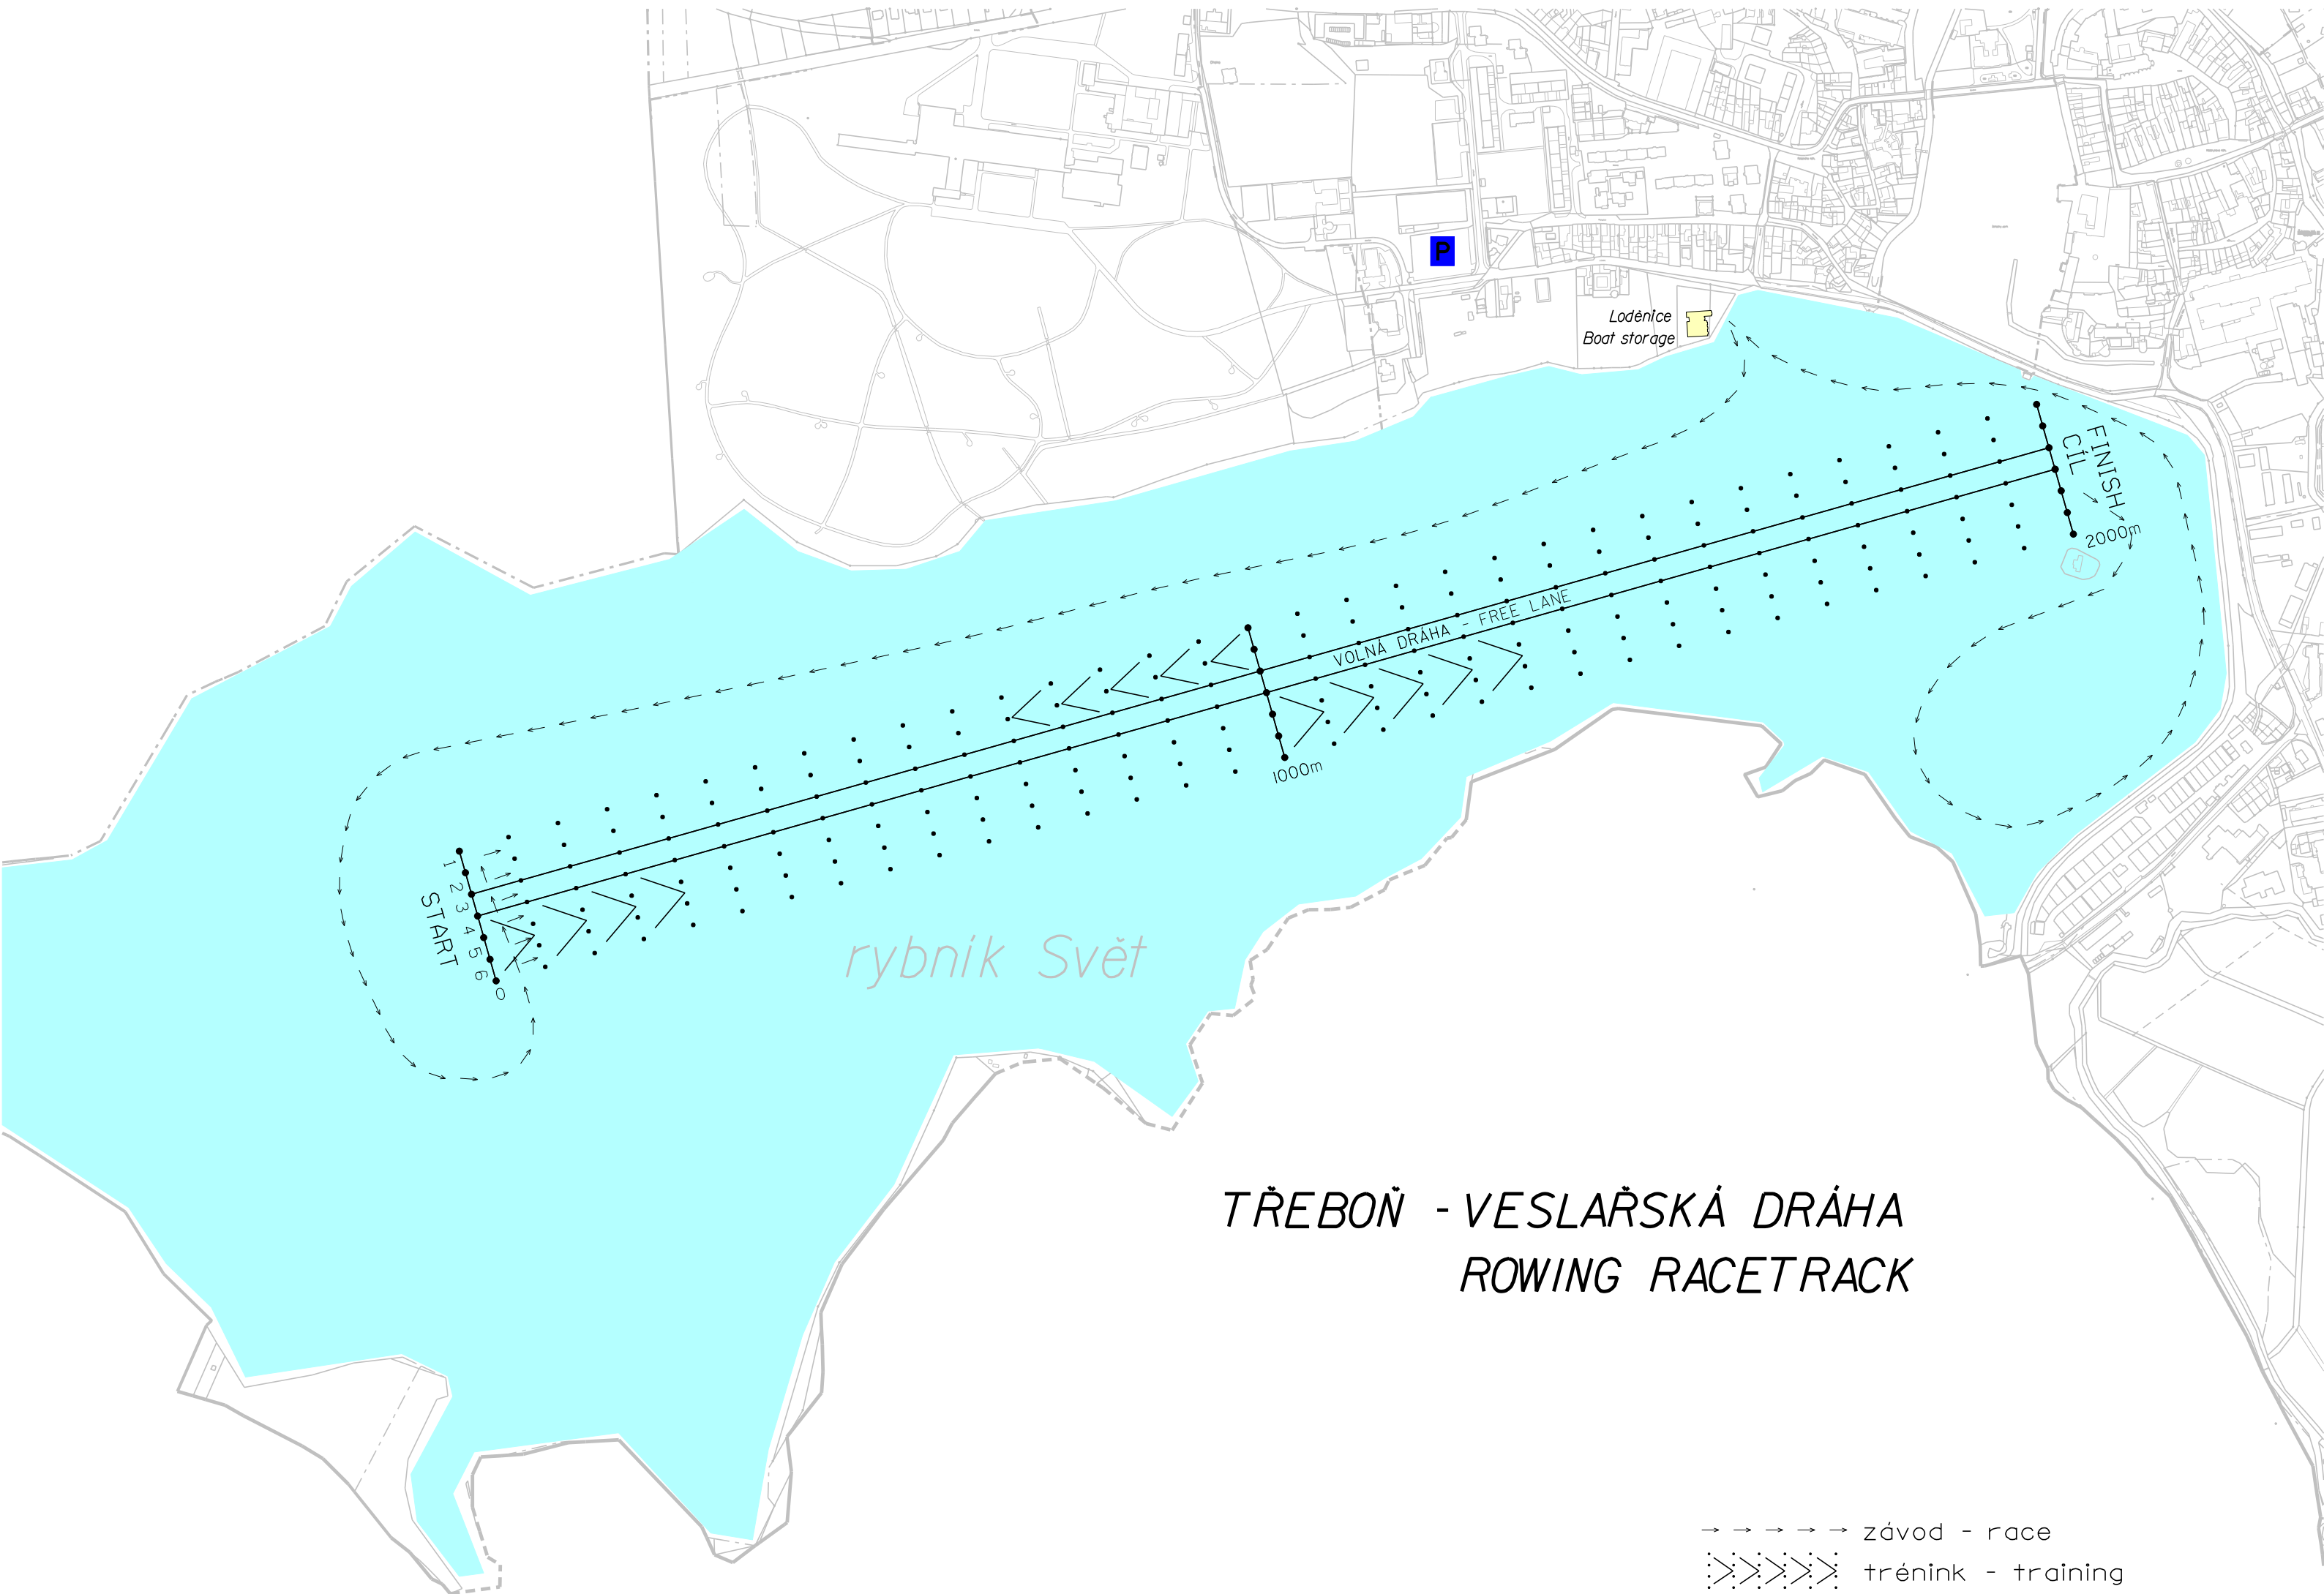 P
Loděnice
Boat storage
FINISH
CÍL
2000m
VOLNÁ DRÁHA - FREE LANE
1000m
START
1 2 3 4 5 6
0
rybník Svět
TŘEBOŇ - VESLAŘSKÁ DRÁHA
ROWING RACETRACK
závod - race
trénink - training